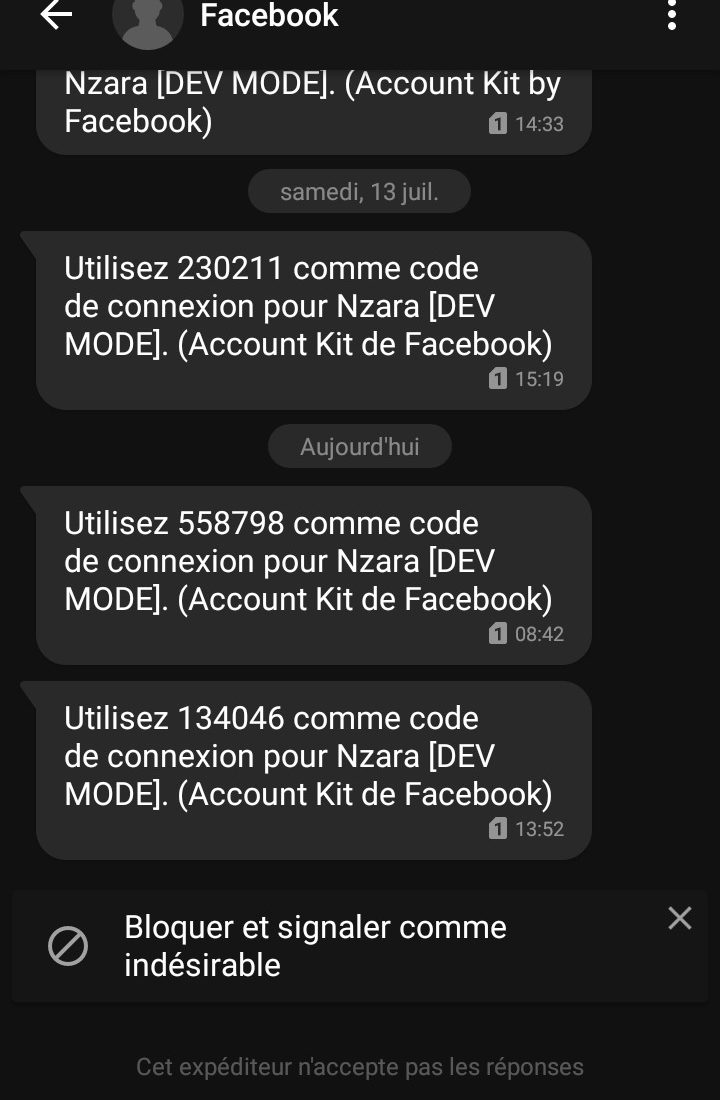 Facebook
Nzara [DEV MODE]. (Account Kit by
Facebook)
1 14:33
samedi, 13 juil.
Utilisez 230211 comme code
de connexion pour Nzara [DEV
MODE]. (Account Kit de Facebook)
1 15:19
Aujourd'hui
Utilisez 558798 comme code
de connexion pour Nzara [DEV
MODE]. (Account Kit de Facebook)
1 08:42
Utilisez 134046 comme code
de connexion pour Nzara [DEV
MODE]. (Account Kit de Facebook)
1 13:52
Bloquer et signaler comme
indésirable
Cet expéditeur n'accepte pas les réponses